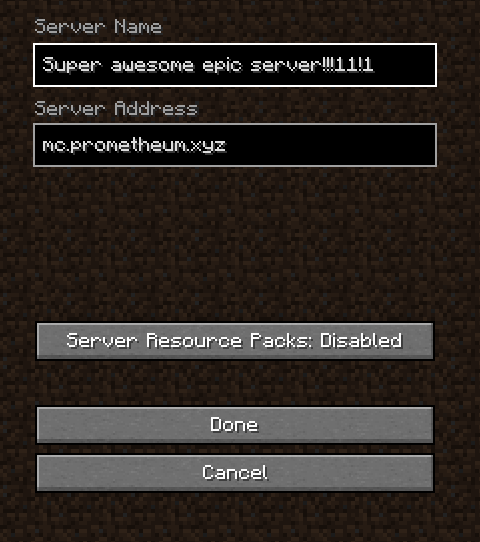 Server Name
Super awesome epic server!!!11!1
Server Address
mc.prometheum.xyz
Server Resource Packs: Disabled
Done
Cancel